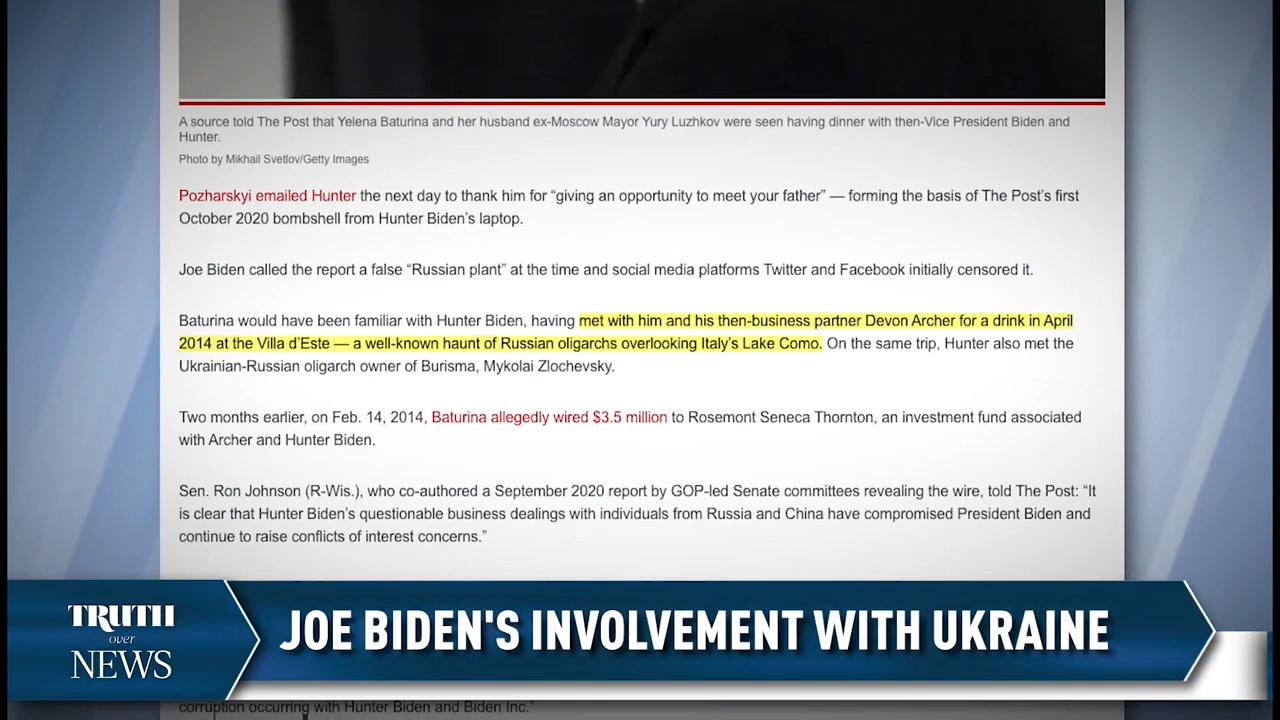 A source told The Post that Yelena Baturina and her husband ex-Moscow Mayor Yury Luzhkov were seen having dinner with then-Vice President Biden and
Hunter.
Photo by Mikhail Svetlov/Getty Images
Pozharskyi emailed Hunter the next day to thank him for “giving an opportunity to meet your father” — forming the basis of The Post’s first
October 2020 bombshell from Hunter Biden’s laptop.
Joe Biden called the report a false “Russian plant” at the time and social media platforms Twitter and Facebook initially censored it.
Baturina would have been familiar with Hunter Biden, having met with him and his then-business partner Devon Archer for a drink in April
2014 at the Villa d’Este — a well-known haunt of Russian oligarchs overlooking Italy’s Lake Como. On the same trip, Hunter also met the
Ukrainian-Russian oligarch owner of Burisma, Mykolai Zlochevsky.
Two months earlier, on Feb. 14, 2014, Baturina allegedly wired $3.5 million to Rosemont Seneca Thornton, an investment fund associated
with Archer and Hunter Biden.
Sen. Ron Johnson (R-Wis.), who co-authored a September 2020 report by GOP-led Senate committees revealing the wire, told The Post: “It
is clear that Hunter Biden’s questionable business dealings with individuals from Russia and China have compromised President Biden and
continue to raise conflicts of interest concerns.”
TRUTH
over
NEWS
JOE BIDEN'S INVOLVEMENT WITH UKRAINE
corruption occurring with Hunter Biden and Biden Inc.”